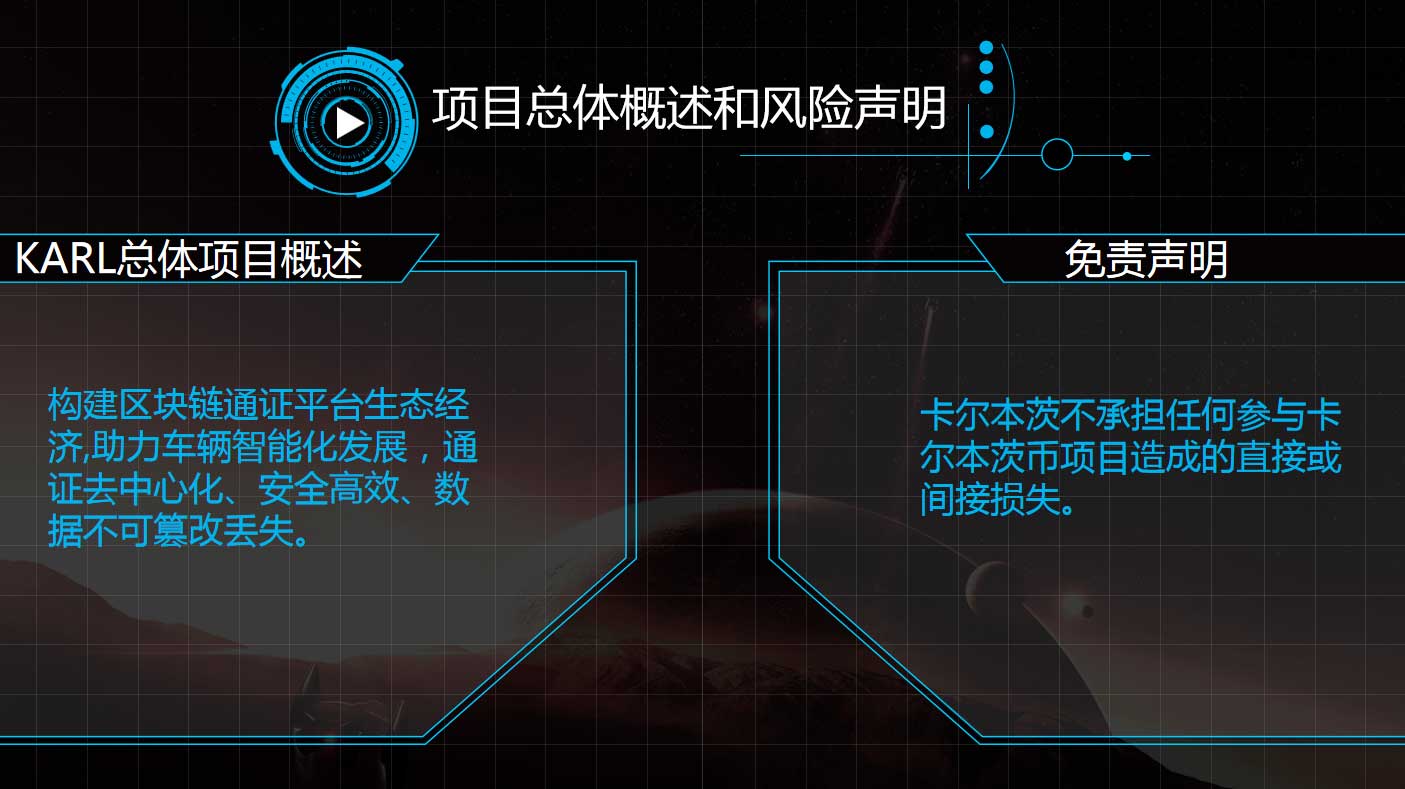 项目总体概述和风险声明
KARL总体项目概述
构建区块链通证平台生态经
济,助力车辆智能化发展，通
证去中心化、安全高效、数
据不可篡改丢失。
免责声明
卡尔本茨不承担任何参与卡
尔本茨币项目造成的直接或
间接损失。